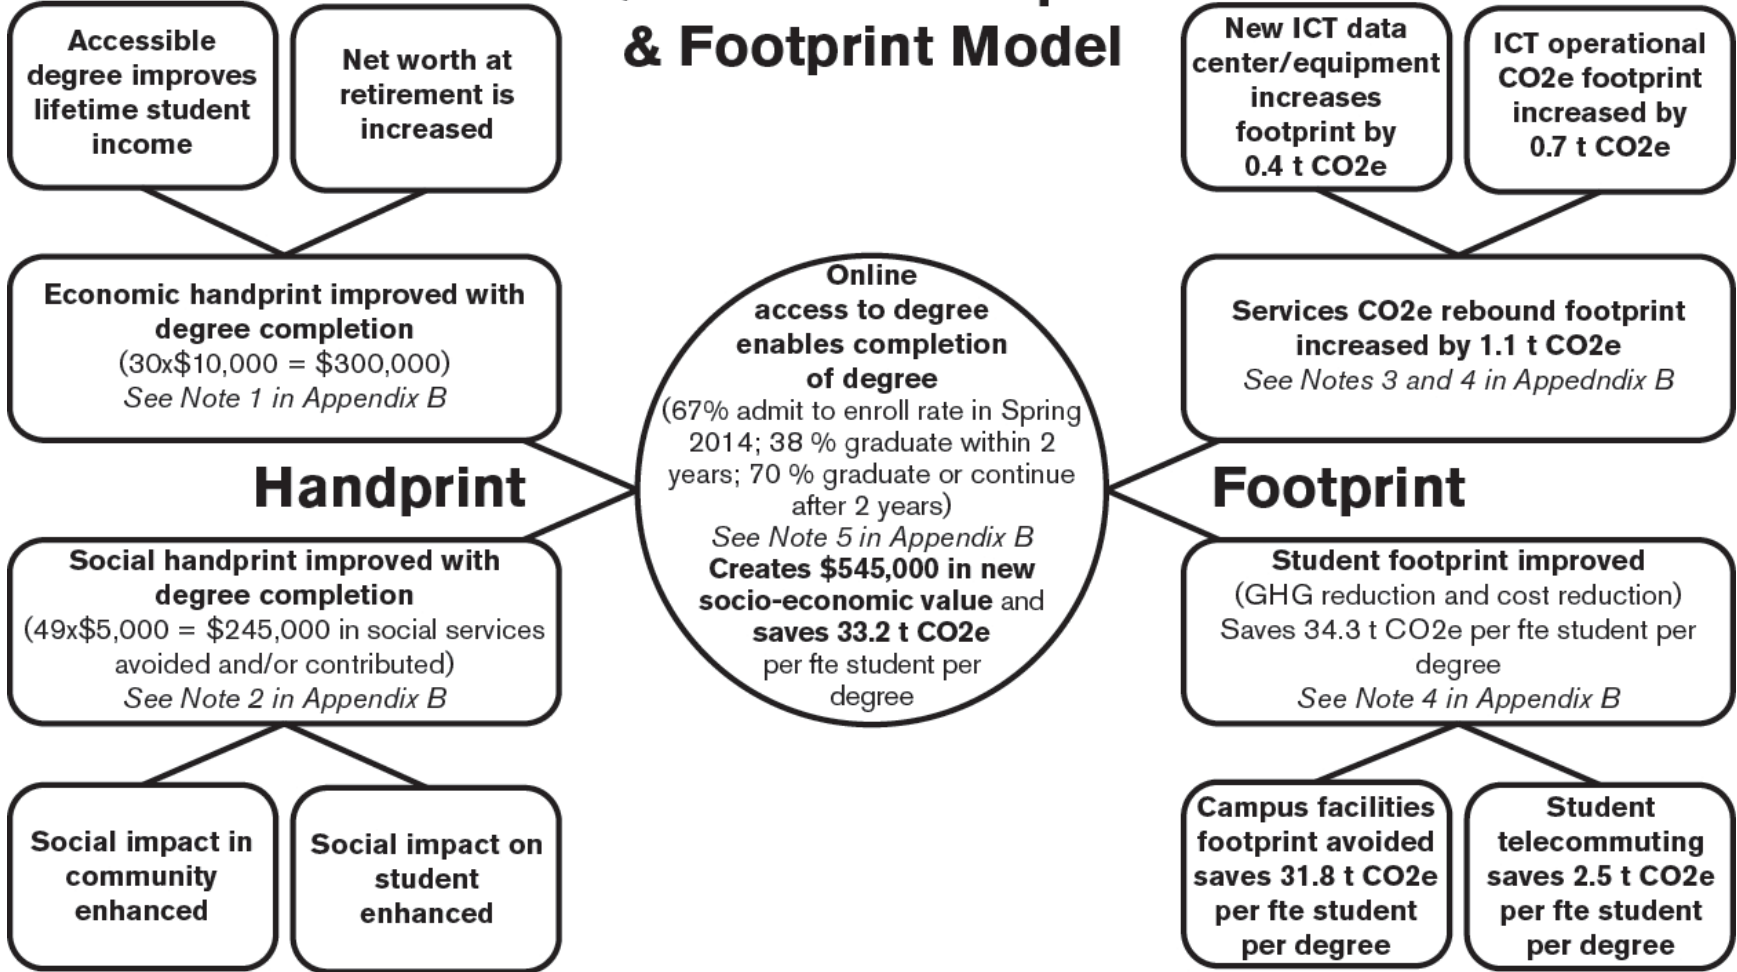 & Footprint Model
Accessible
degree improves
lifetime student
income
Net worth at
retirement is
increased
New ICT data
center/equipment
increases
footprint by
0.4 t CO2e
ICT operational
CO2e footprint
increased by
0.7 t CO2e
Economic handprint improved with
degree completion
(30x$10,000 = $300,000)
See Note 1 in Appendix B
Services CO2e rebound footprint
increased by 1.1 t CO2e
See Notes 3 and 4 in Appedndix B
Online
access to degree
enables completion
of degree
(67% admit to enroll rate in Spring
2014; 38 % graduate within 2
years; 70 % graduate or continue
after 2 years)
See Note 5 in Appendix B
Creates $545,000 in new
socio-economic value and
saves 33.2 t CO2e
per fte student per
degree
Handprint
Footprint
Social handprint improved with
degree completion
(49x$5,000 = $245,000 in social services
avoided and/or contributed)
See Note 2 in Appendix B
Student footprint improved
(GHG reduction and cost reduction)
Saves 34.3 t CO2e per fte student per
degree
See Note 4 in Appendix B
Social impact in
community
enhanced
Social impact on
student
enhanced
Campus facilities
footprint avoided
saves 31.8 t CO2e
per fte student
per degree
Student
telecommuting
saves 2.5 t CO2e
per fte student
per degree